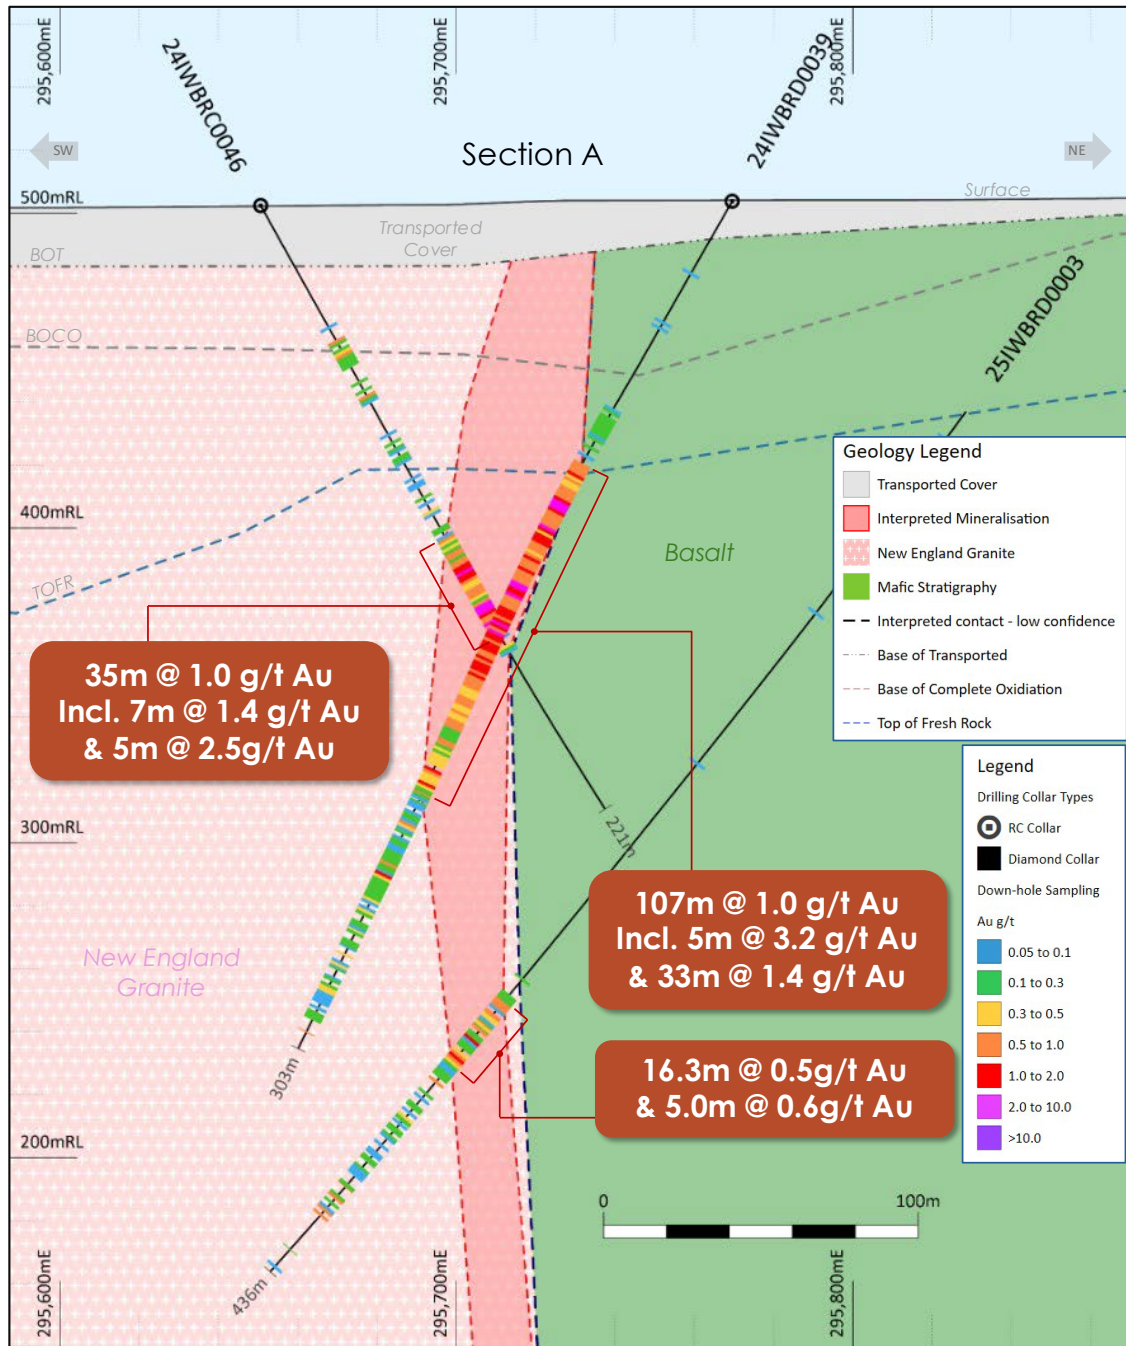 295,600mE
295,700mE
295,800mE
24IWBRC0046
24IWBRD0039
SW
Section A
NE
500mRL
Surface
Transported
Cover
BOT
25IWBRD0003
BOCO
Geology Legend
Transported Cover
Interpreted Mineralisation
New England Granite
Mafic Stratigraphy
Interpreted contact - low confidence
Base of Transported
Base of Complete Oxidiation
Top of Fresh Rock
400mRL
Basalt
TOFR
35m @ 1.0 g/t Au
Incl. 7m @ 1.4 g/t Au
& 5m @ 2.5g/t Au
Legend
Drilling Collar Types
RC Collar
Diamond Collar
Down-hole Sampling
Au g/t
0.05 to 0.1
0.1 to 0.3
0.3 to 0.5
0.5 to 1.0
1.0 to 2.0
2.0 to 10.0
>10.0
300mRL
221m
107m @ 1.0 g/t Au
Incl. 5m @ 3.2 g/t Au
& 33m @ 1.4 g/t Au
New England
Granite
303m
16.3m @ 0.5g/t Au
& 5.0m @ 0.6g/t Au
200mRL
0
100m
436m
295,600mE
295,700mE
295,800mE